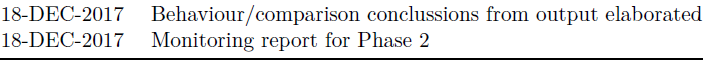 18-DEC-2017 Behaviour/comparison conclussions from output elaborated
18-DEC-2017 Monitoring report for Phase 2